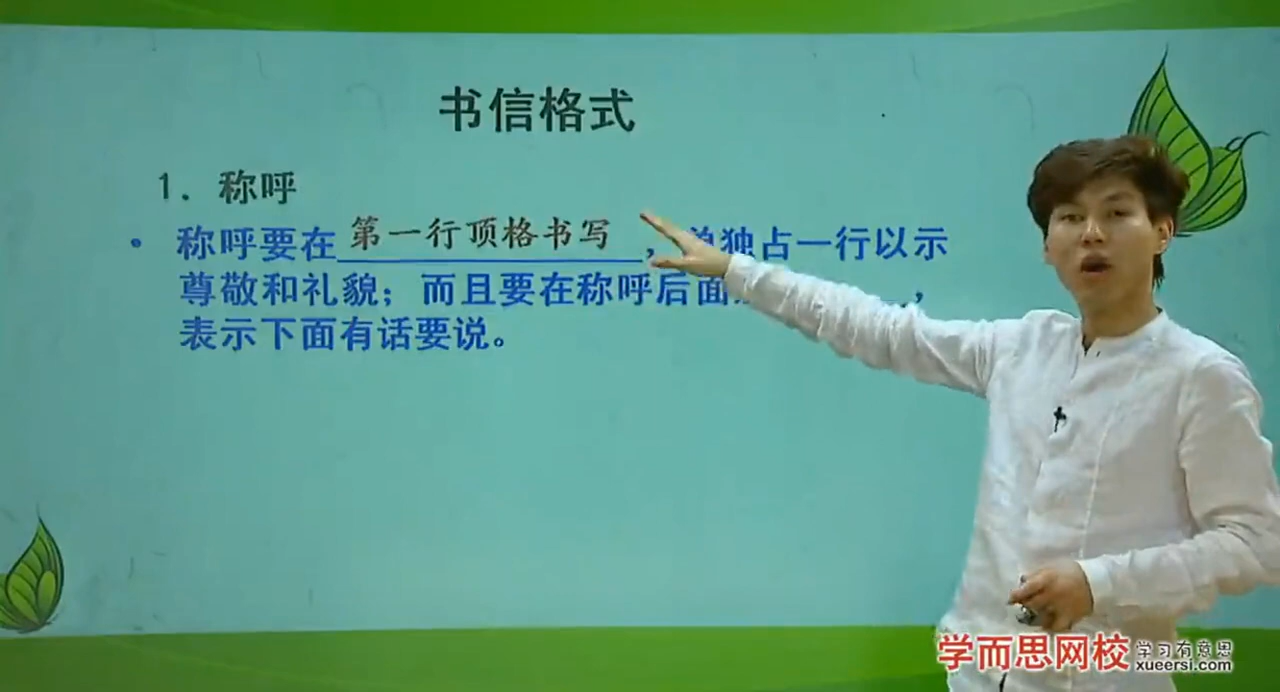 书信格式
1. 称呼
• 称呼要在第一行顶格书写,单独占一行以示
尊敬和礼貌;而且要在称呼后面,
表示下面有话要说。
学而思网校 学习有意思
xueersi.com